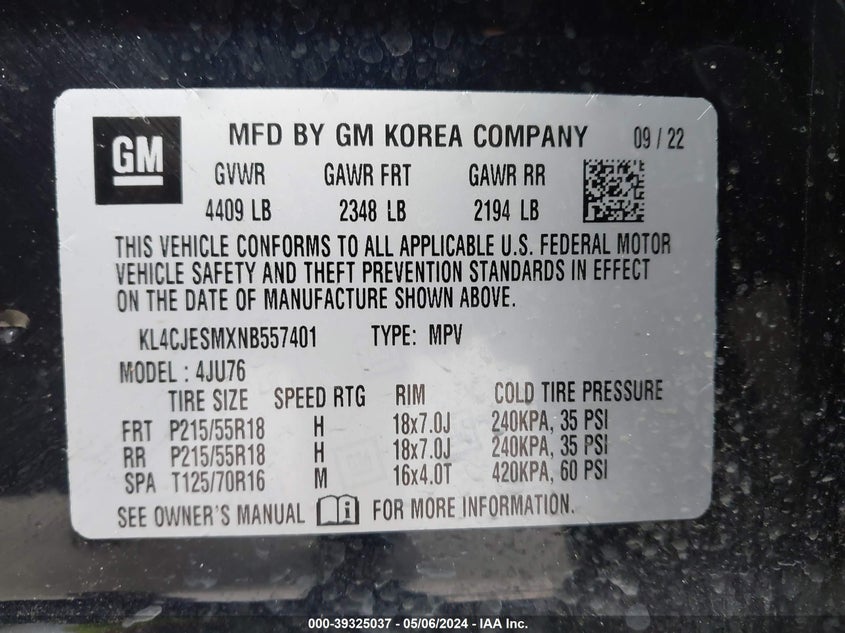 GM MFD BY GM KOREA COMPANY 09 / 22
GVWR GAWR FRT GAWR RR
4409 LB 2348 LB 2194 LB
THIS VEHICLE CONFORMS TO ALL APPLICABLE U.S. FEDERAL MOTOR
VEHICLE SAFETY AND THEFT PREVENTION STANDARDS IN EFFECT
ON THE DATE OF MANUFACTURE SHOWN ABOVE.
KL4CJESMXNB557401 TYPE: MPV
MODEL : 4JU76
TIRE SIZE SPEED RTG RIM COLD TIRE PRESSURE
FRT P215/55R18 H 18x7.0J 240KPA, 35 PSI
RR P215/55R18 H 18x7.0J 240KPA, 35 PSI
SPA T125/70R16 M 16x4.0T 420KPA, 60 PSI
SEE OWNER'S MANUAL FOR MORE INFORMATION.
000-39325037 - 05/06/2024 - IAA Inc.